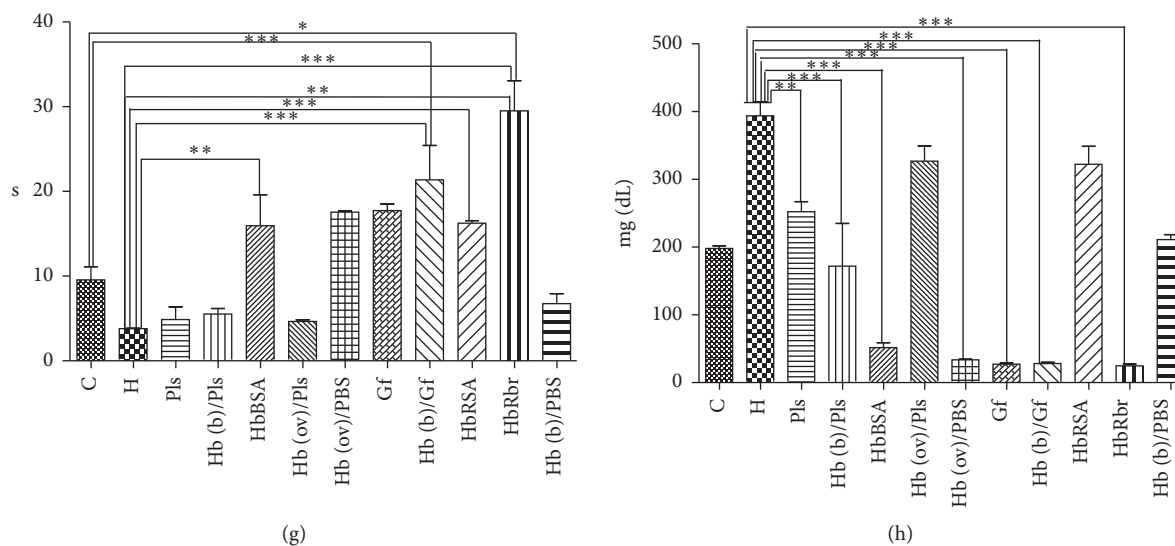 40
30
20
10
0
s
*
***
***
**
***
***
**
C
H
Pls
Hb (b)/Pls
HbBSA
Hb (ov)/Pls
Hb (ov)/PBS
Gf
Hb (b)/Gf
HbRSA
HbRbr
Hb (b)/PBS
(g)
500
400
300
200
100
0
mg (dL)
***
***
***
***
***
***
**
C
H
Pls
Hb (b)/Pls
HbBSA
Hb (ov)/Pls
Hb (ov)/PBS
Gf
Hb (b)/Gf
HbRSA
HbRbr
Hb (b)/PBS
(h)